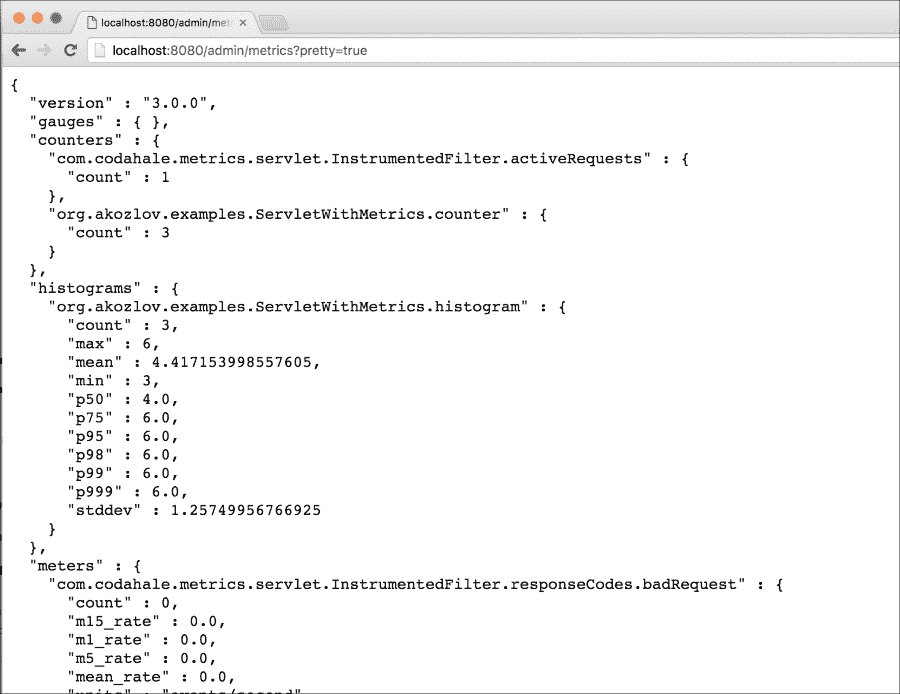 localhost:8080/admin/met
localhost:8080/admin/metrics?pretty=true
{
"version" : "3.0.0",
"gauges" : { },
"counters" : {
"com.codahale.metrics.servlet.InstrumentedFilter.activeRequests" : {
"count" : 1
},
"org.akozlov.examples.ServletWithMetrics.counter" : {
"count" : 3
}
},
"histograms" : {
"org.akozlov.examples.ServletWithMetrics.histogram" : {
"count" : 3,
"max" : 6,
"mean" : 4.417153998557605,
"min" : 3,
"p50" : 4.0,
"p75" : 6.0,
"p95" : 6.0,
"p98" : 6.0,
"p99" : 6.0,
"p999" : 6.0,
"stddev" : 1.25749956766925
}
},
"meters" : {
"com.codahale.metrics.servlet.InstrumentedFilter.responseCodes.badRequest" : {
"count" : 0,
"m15_rate" : 0.0,
"m1_rate" : 0.0,
"m5_rate" : 0.0,
"mean_rate" : 0.0,